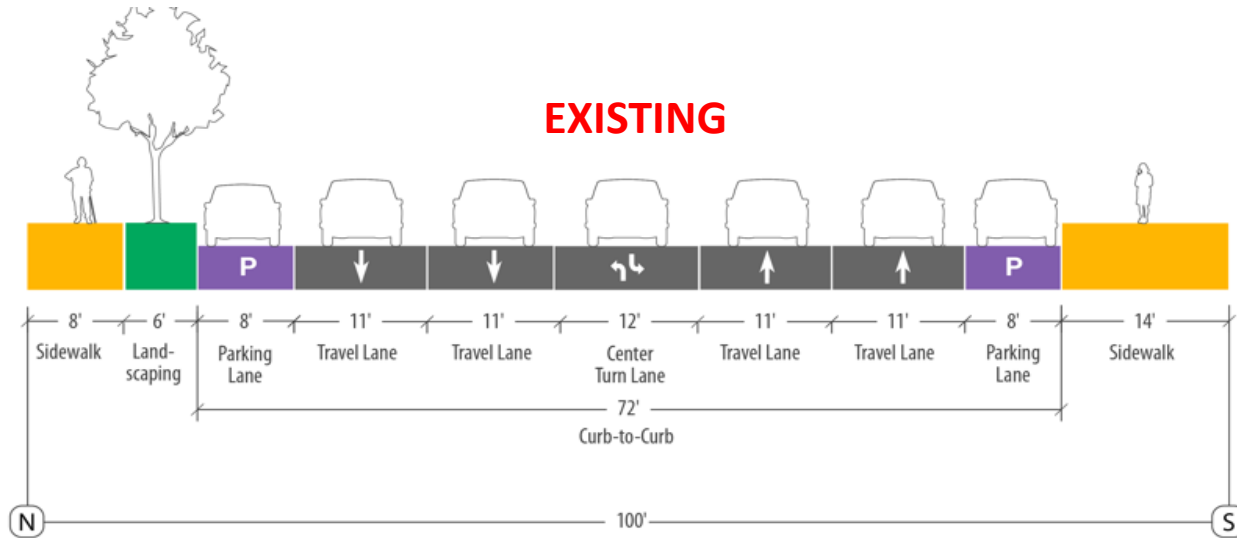 EXISTING
P
P
8'
6'
8'
11'
11'
12'
11'
11'
8'
14'
Sidewalk
Land-
scaping
Parking
Lane
Travel Lane
Travel Lane
Center
Turn Lane
Travel Lane
Travel Lane
Parking
Lane
Sidewalk
72'
Curb-to-Curb
N
100'
S